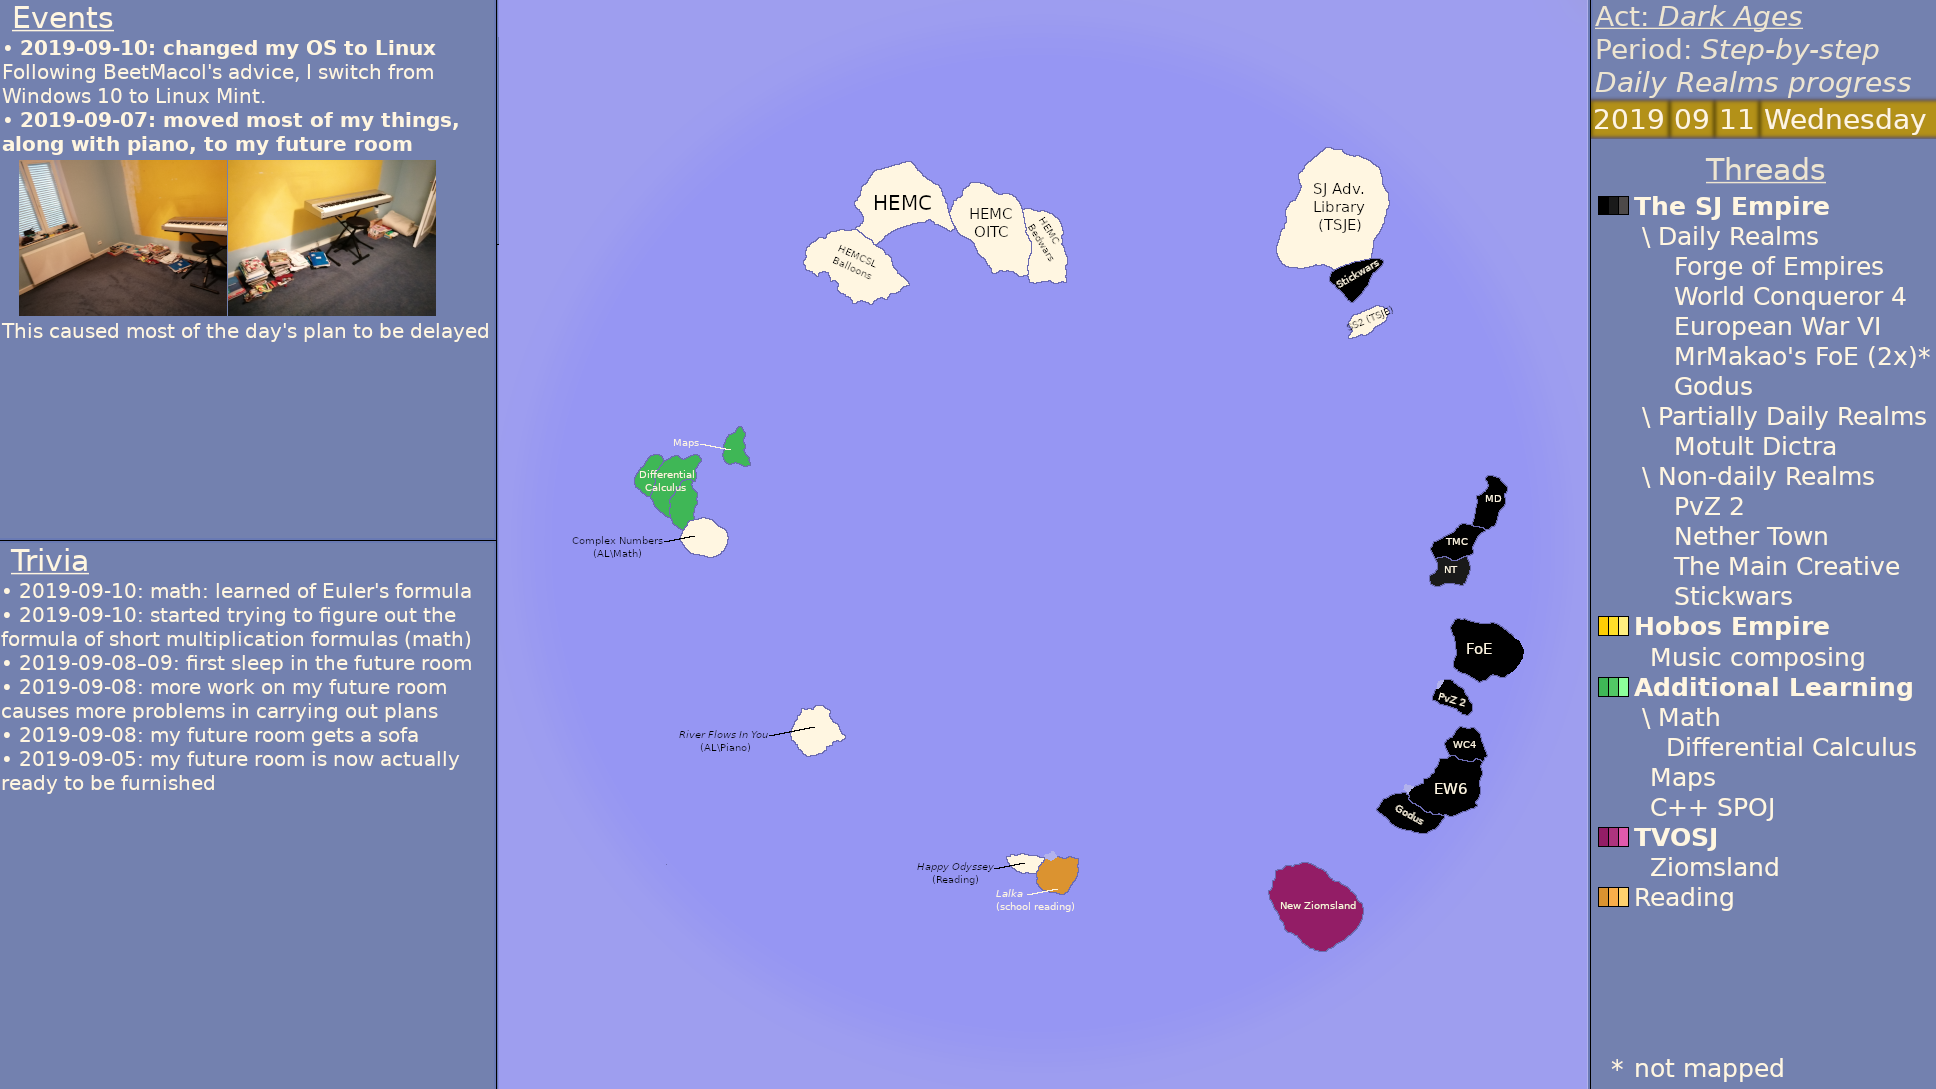 Events
• 2019-09-10: changed my OS to Linux
Following BeetMacol's advice, I switch from
Windows 10 to Linux Mint.
• 2019-09-07: moved most of my things,
along with piano, to my future room
This caused most of the day's plan to be delayed
Trivia
• 2019-09-10: math: learned of Euler's formula
• 2019-09-10: started trying to figure out the
formula of short multiplication formulas (math)
• 2019-09-08–09: first sleep in the future room
• 2019-09-08: more work on my future room
causes more problems in carrying out plans
• 2019-09-08: my future room gets a sofa
• 2019-09-05: my future room is now actually
ready to be furnished
HEMC
HEMCSL
Balloons
HEMC
OITC
HEMC
Bedwars
SJ Adv.
Library
(TSJE)
Stickwars
SS2 (TSJE)
Maps
Differential
Calculus
Complex Numbers
(AL\Math)
MD
TMC
NT
FoE
PvZ 2
WC4
EW6
Godus
River Flows In You
(AL\Piano)
Happy Odyssey
(Reading)
Lalka
(school reading)
New Ziomsland
Act: Dark Ages
Period: Step-by-step
Daily Realms progress
2019 09 11 Wednesday
Threads
The SJ Empire
\ Daily Realms
Forge of Empires
World Conqueror 4
European War VI
MrMakao's FoE (2x)*
Godus
\ Partially Daily Realms
Motult Dictra
\ Non-daily Realms
PvZ 2
Nether Town
The Main Creative
Stickwars
Hobos Empire
Music composing
Additional Learning
\ Math
Differential Calculus
Maps
C++ SPOJ
TVOSJ
Ziomsland
Reading
* not mapped